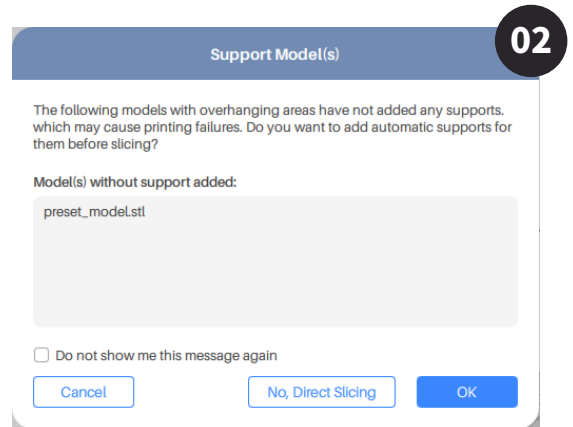 02
Support Model(s)
The following models with overhanging areas have not added any supports.
which may cause printing failures. Do you want to add automatic supports for
them before slicing?
Model(s) without support added:
preset_model.stl
Do not show me this message again
Cancel
No, Direct Slicing
OK